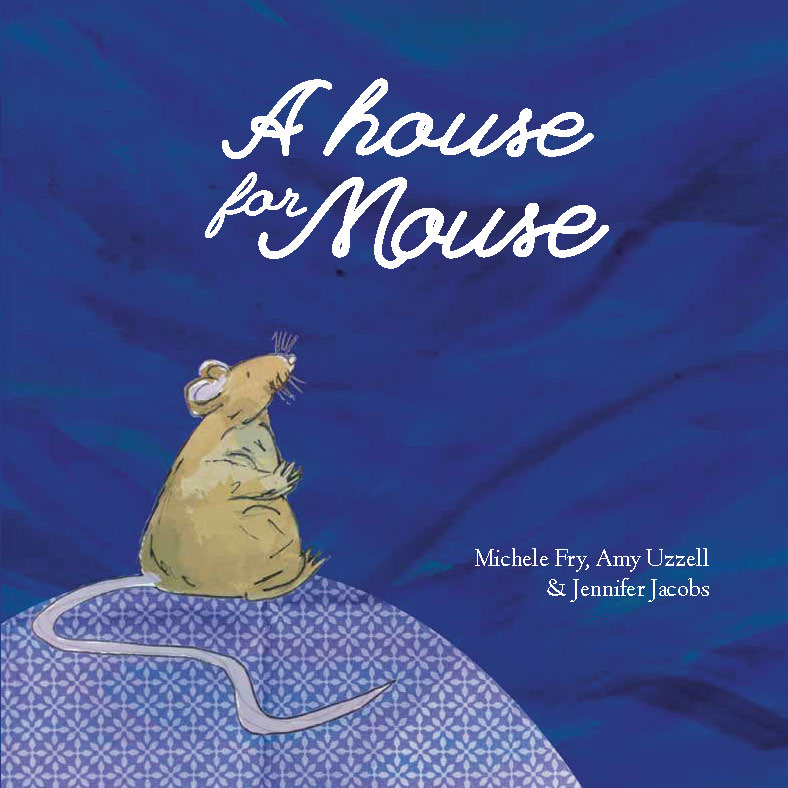 A house
for Mouse
Michele Fry, Amy Uzzell
& Jennifer Jacobs